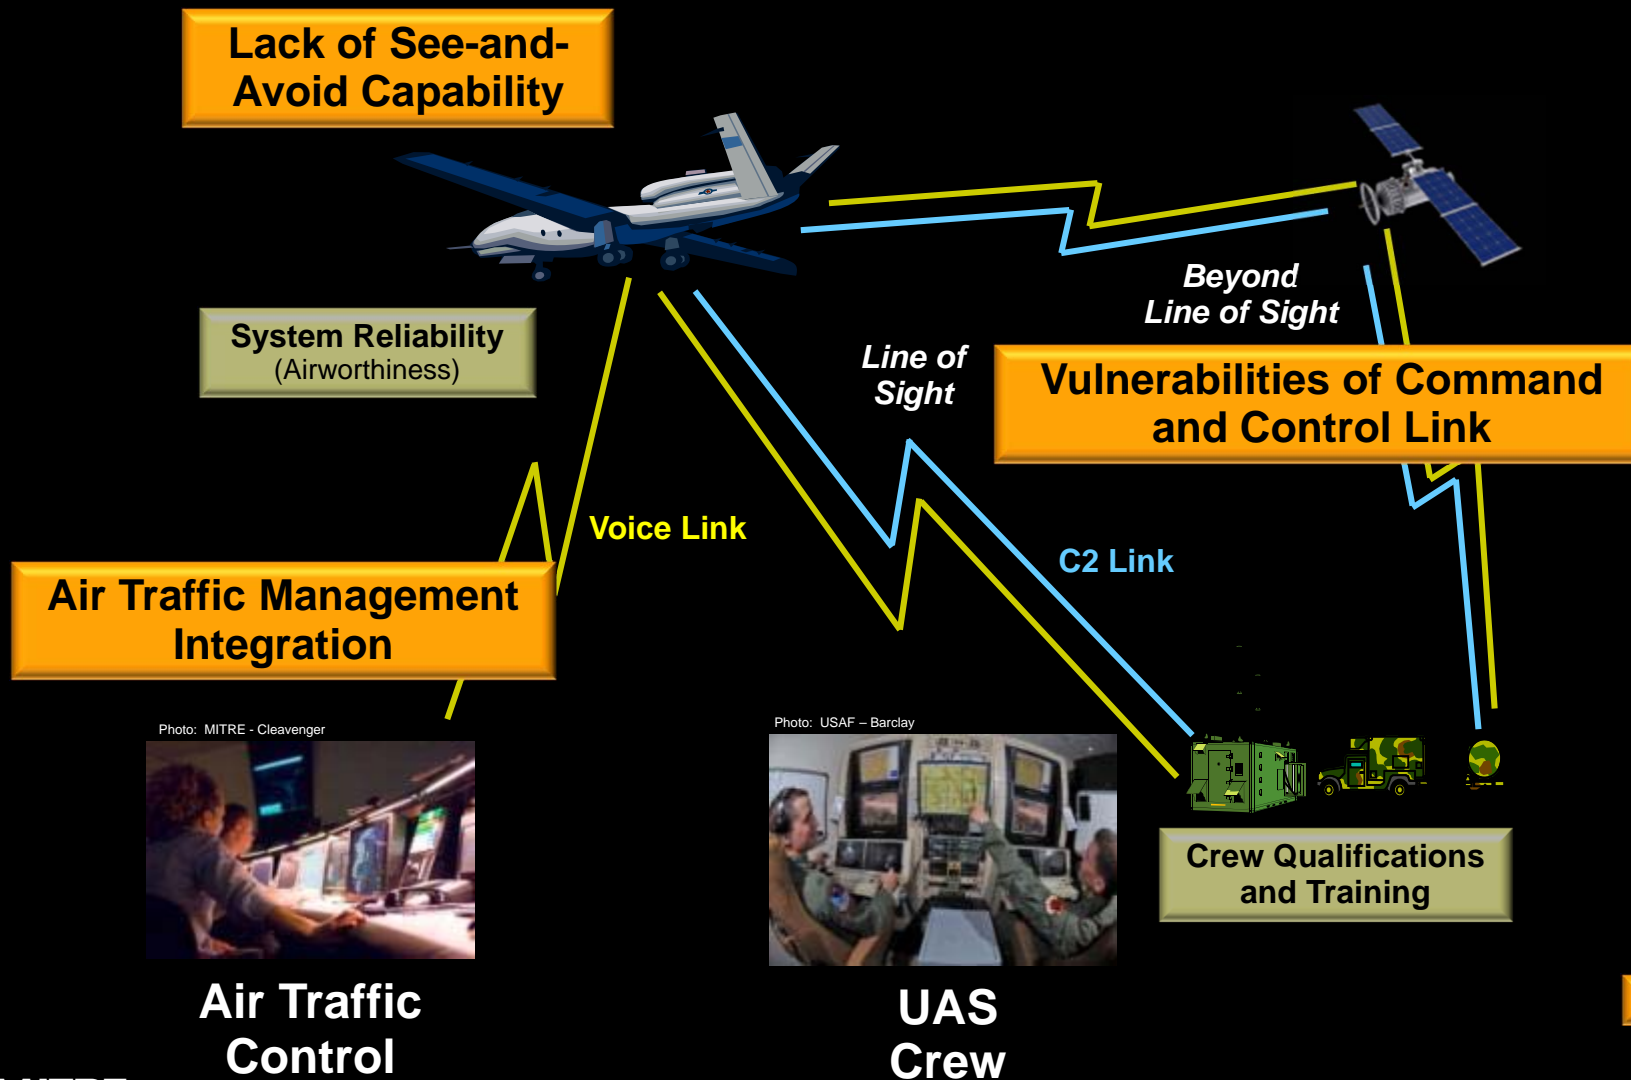 Lack of See-and-
Avoid Capability
Beyond
Line of Sight
System Reliability
(Airworthiness)
Line of
Sight
Vulnerabilities of Command
and Control Link
Voice Link
C2 Link
Air Traffic Management
Integration
Photo: MITRE - Cleavenger
Photo: USAF – Barclay
Crew Qualifications
and Training
Air Traffic
Control
UAS
Crew